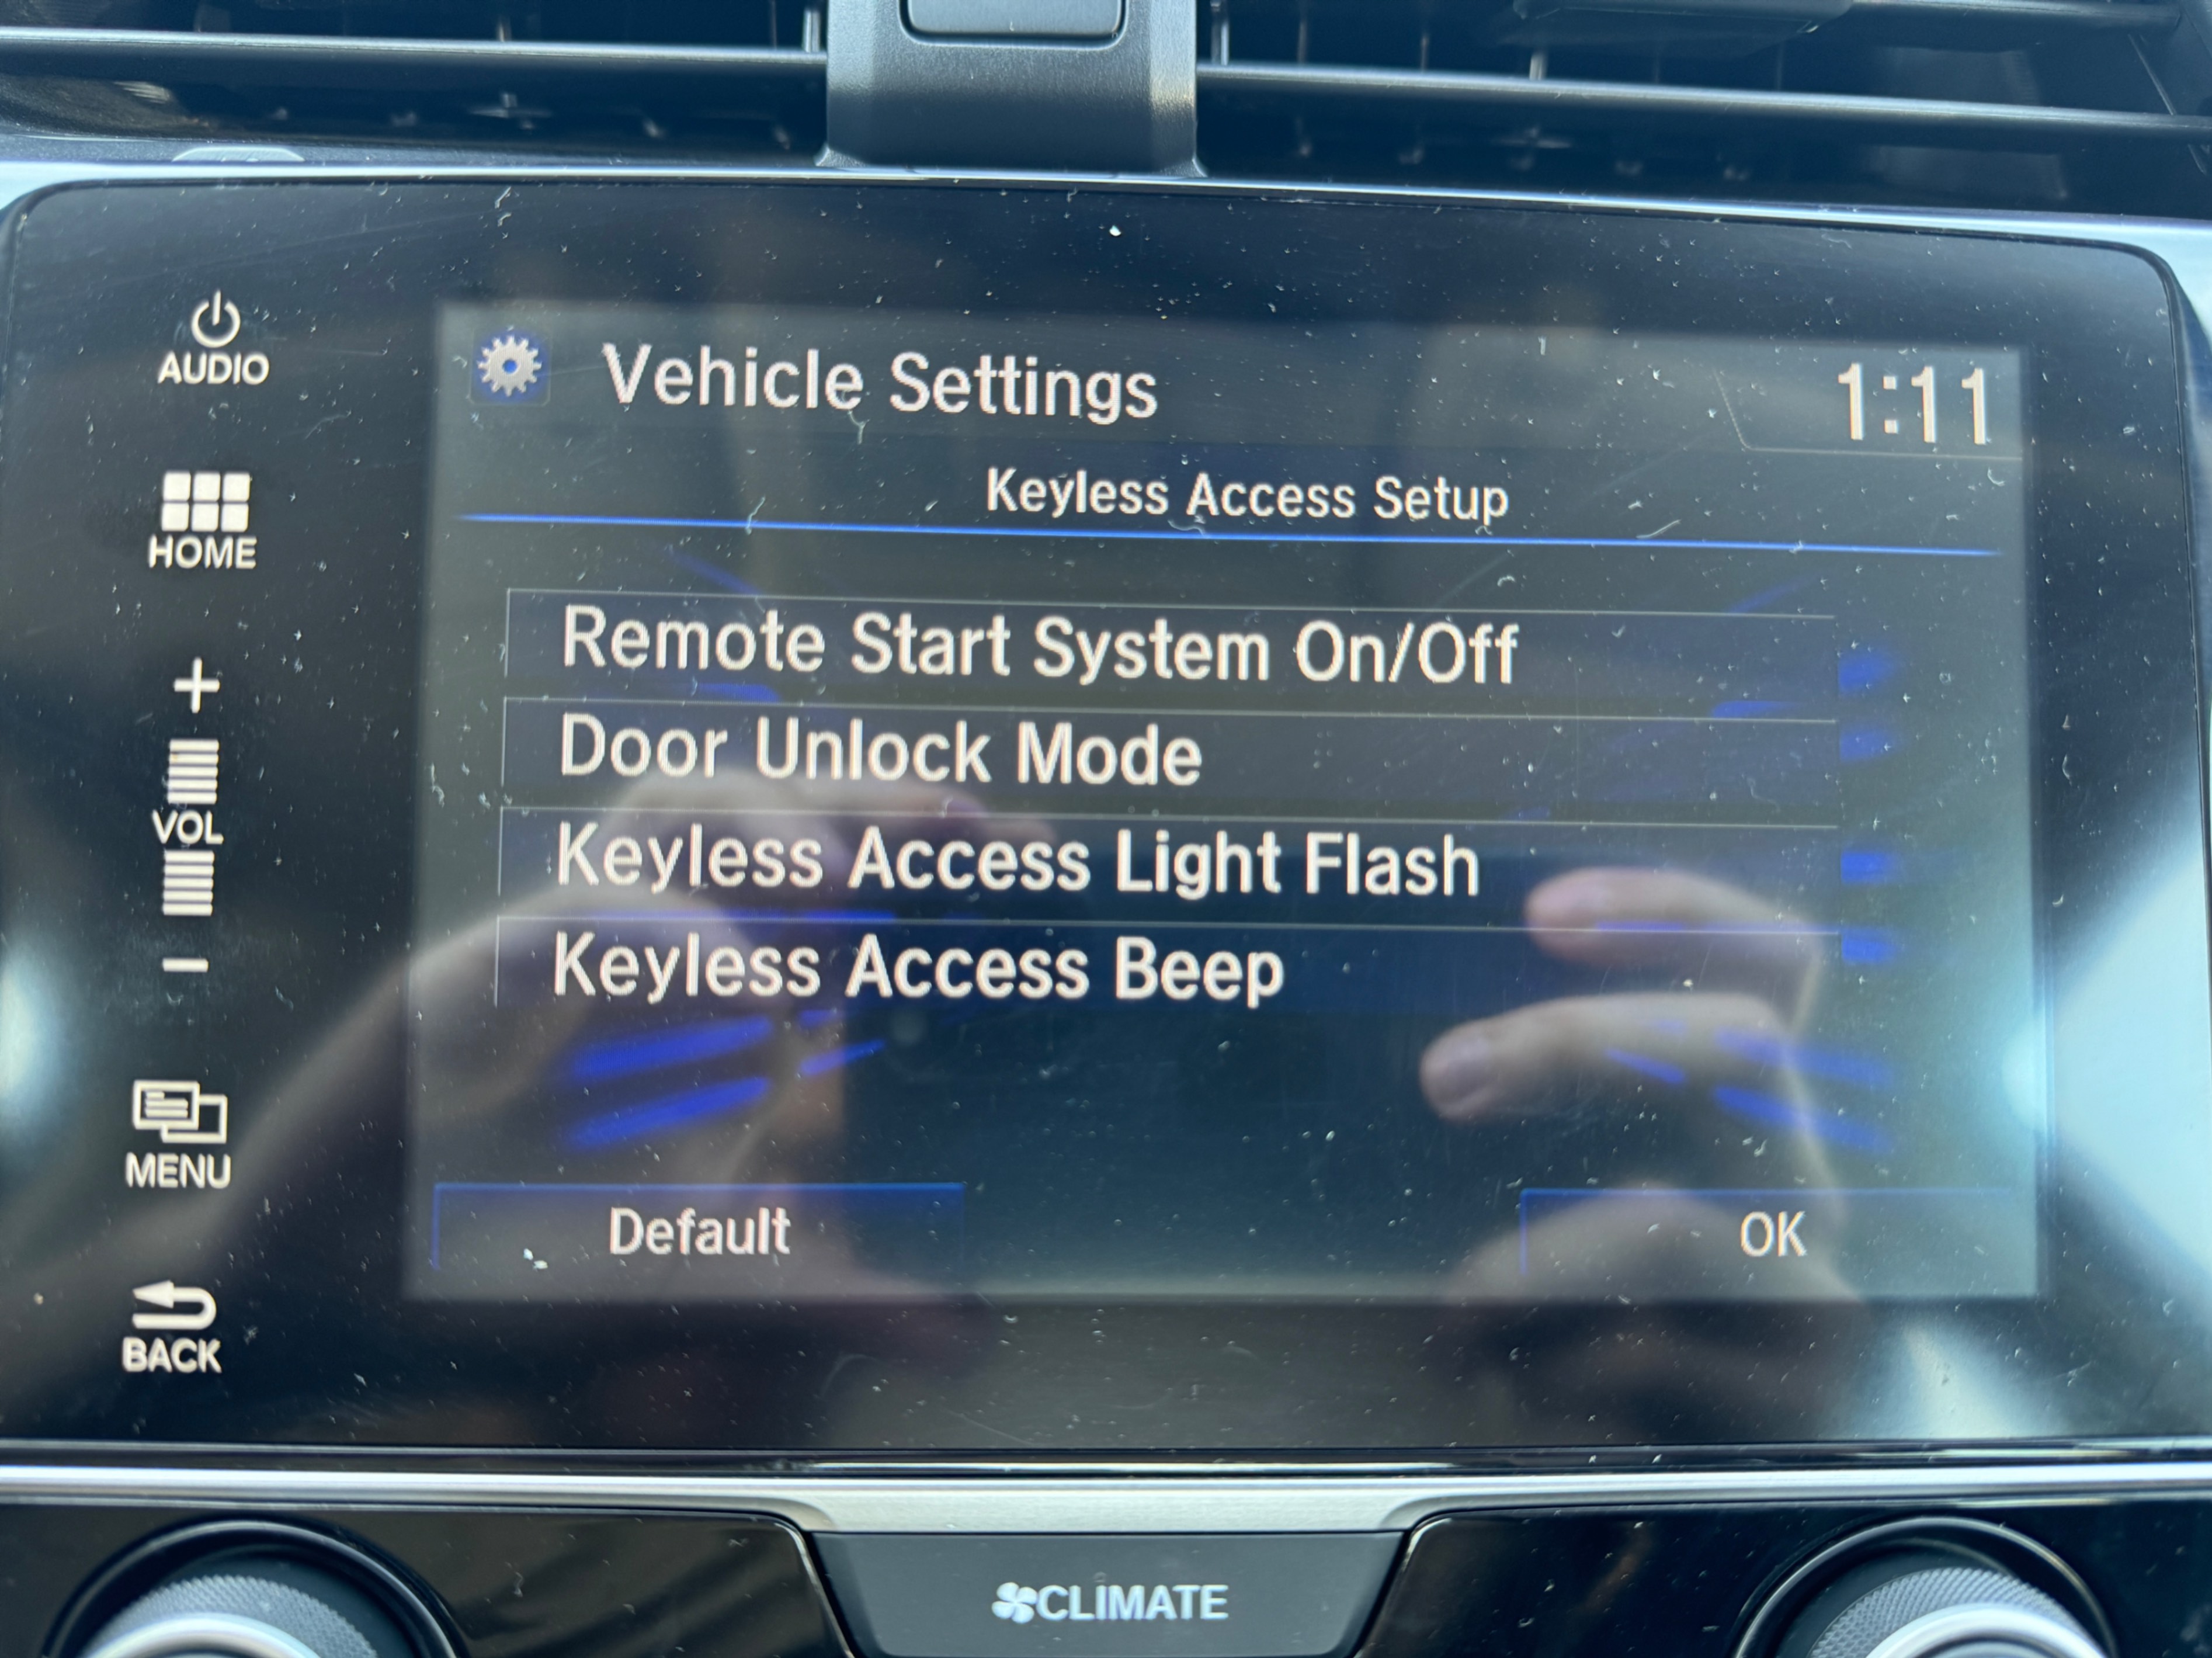 AUDIO
HOME
+
VOL
−
MENU
BACK
Vehicle Settings
1:11
Keyless Access Setup
Remote Start System On/Off
Door Unlock Mode
Keyless Access Light Flash
Keyless Access Beep
Default
OK
CLIMATE